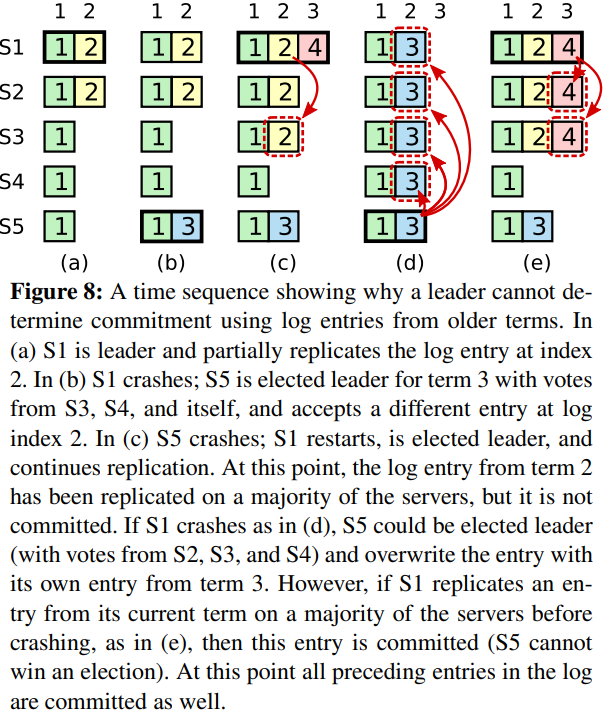 1 2 1 2 1 2 3 1 2 3 1 2 3
S1 1 2 1 2 1 2 4 1 3 1 2 4
S2 1 2 1 2 1 2 1 3 1 2 4
S3 1 1 1 2 1 3 1 2 4
S4 1 1 1 1 3 1
S5 1 1 3 1 3 1 3 1 3
(a) (b) (c) (d) (e)
Figure 8: A time sequence showing why a leader cannot de-
termine commitment using log entries from older terms. In
(a) S1 is leader and partially replicates the log entry at index
2. In (b) S1 crashes; S5 is elected leader for term 3 with votes
from S3, S4, and itself, and accepts a different entry at log
index 2. In (c) S5 crashes; S1 restarts, is elected leader, and
continues replication. At this point, the log entry from term 2
has been replicated on a majority of the servers, but it is not
committed. If S1 crashes as in (d), S5 could be elected leader
(with votes from S2, S3, and S4) and overwrite the entry with
its own entry from term 3. However, if S1 replicates an en-
try from its current term on a majority of the servers before
crashing, as in (e), then this entry is committed (S5 cannot
win an election). At this point all preceding entries in the log
are committed as well.